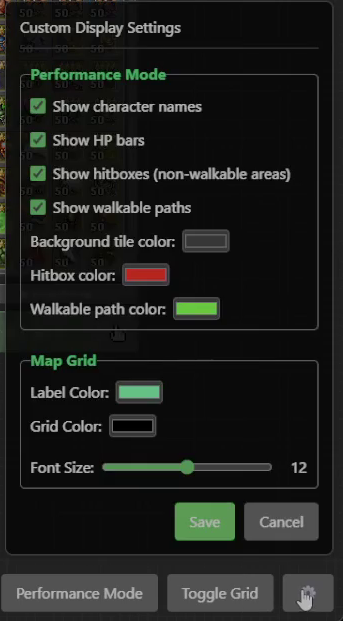 Custom Display Settings
Performance Mode
Show character names
Show HP bars
Show hitboxes (non-walkable areas)
Show walkable paths
Background tile color:
Hitbox color:
Walkable path color:
Map Grid
Label Color:
Grid Color:
Font Size: 12
Save Cancel
Performance Mode Toggle Grid